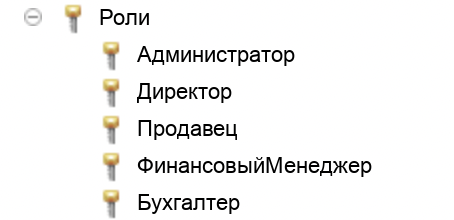 Роли
Администратор
Директор
Продавец
ФинансовыйМенеджер
Бухгалтер